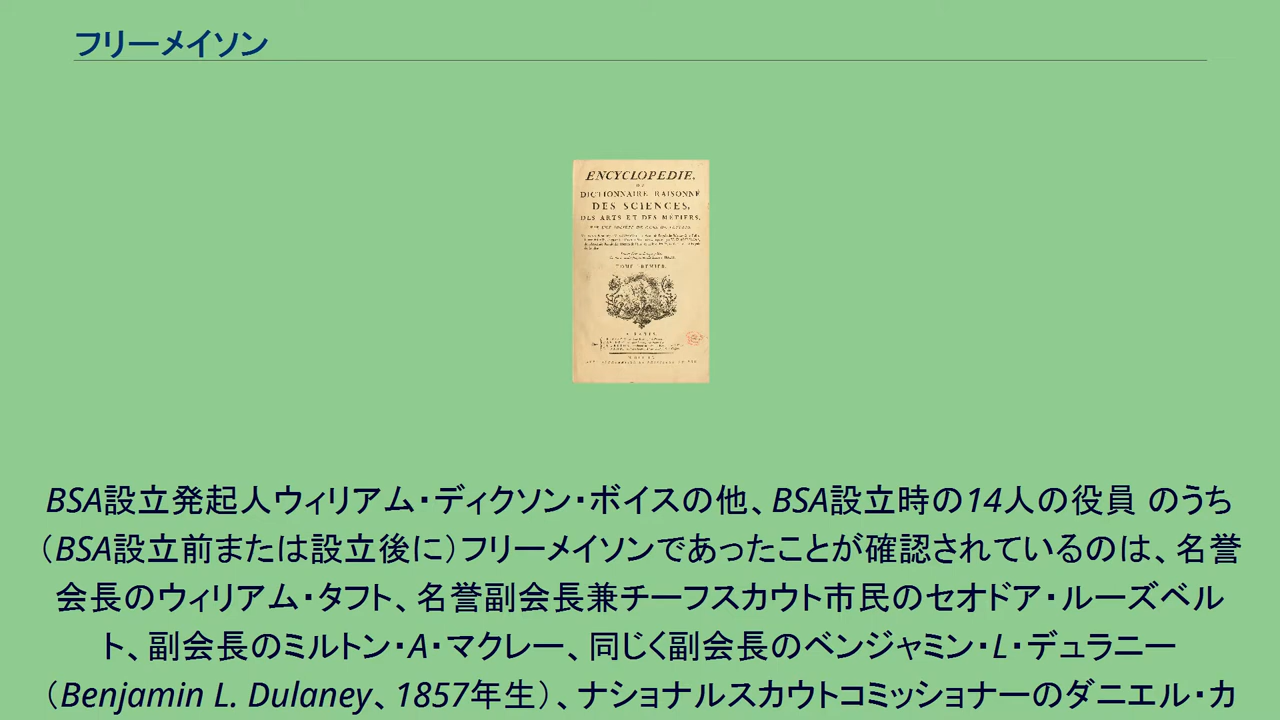 フリーメイソン
ENCYCLOPEDIE,
OU
DICTIONNAIRE RAISONNÉ
DES SCIENCES,
DES ARTS ET DES MÉTIERS,
TOME PREMIER.
A PARIS,
BSA設立発起人ウィリアム・ディクソン・ボイスの他、BSA設立時の14人の役員 のうち
（BSA設立前または設立後に）フリーメイソンであったことが確認されているのは、名誉
会長のウィリアム・タフト、名誉副会長兼チーフスカウト市民のセオドア・ルーズベル
ト、副会長のミルトン・A・マクレー、同じく副会長のベンジャミン・L・デュラニー
（Benjamin L. Dulaney、1857年生）、ナショナルスカウトコミッショナーのダニエル・カ